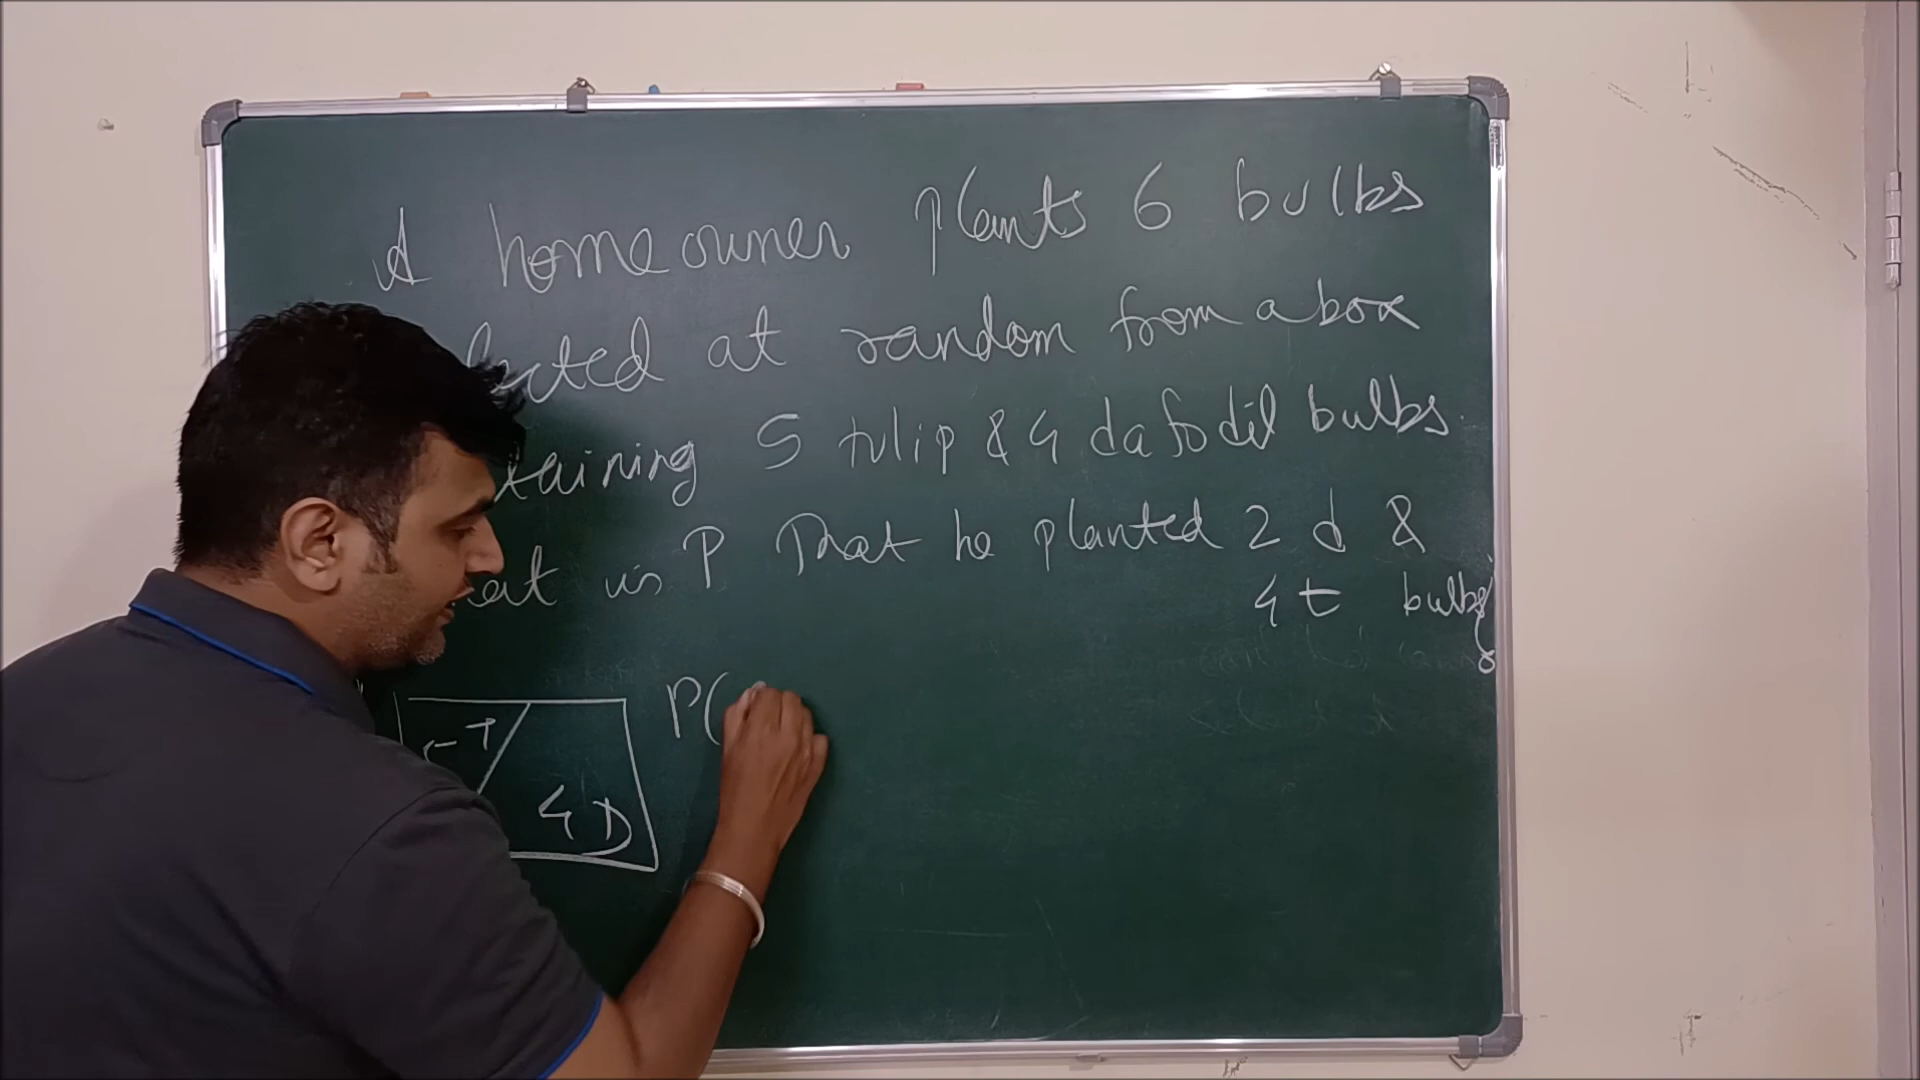 A homeowner plants 6 bulbs
lected at random from a box
taining 5 tulip & 4 dafodil bulbs.
at is P That he planted 2 d &
4 t bulbs
T
4 D
P(